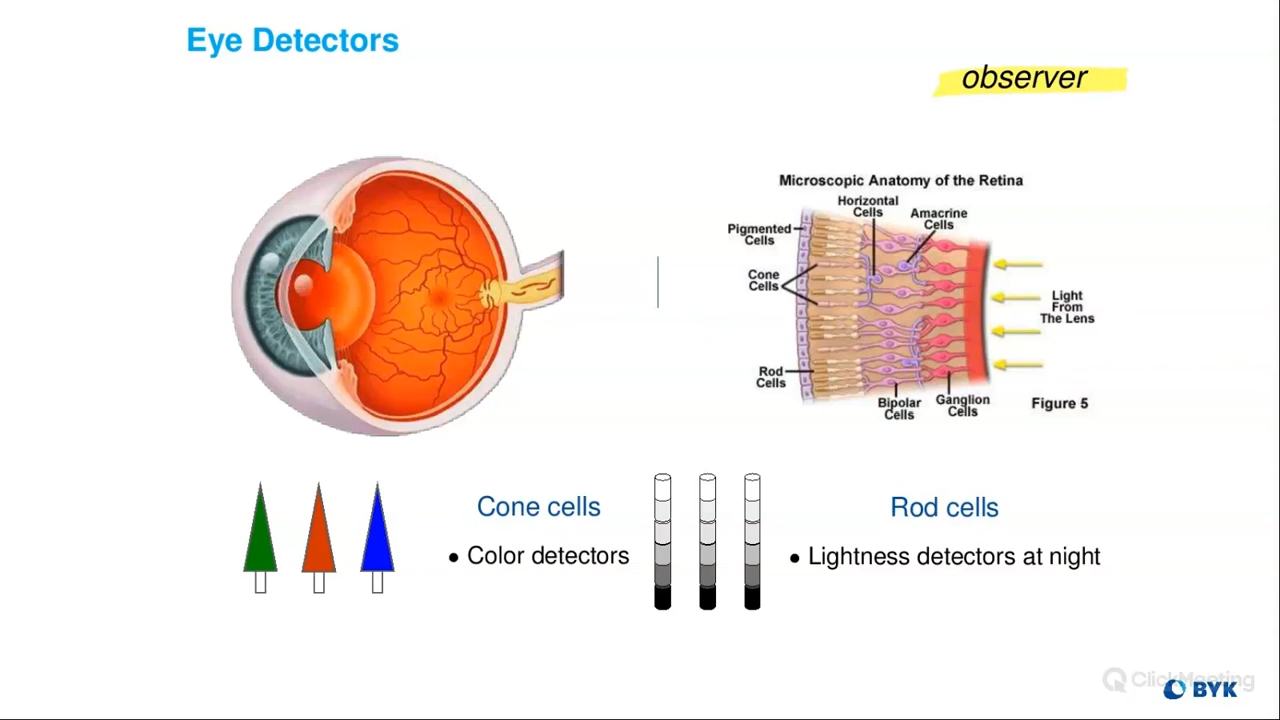 Eye Detectors
observer
Microscopic Anatomy of the Retina
Horizontal
Cells
Amacrine
Cells
Pigmented
Cells
Cone
Cells
Light
From
The Lens
Rod
Cells
Bipolar
Cells
Ganglion
Cells
Figure 5
Cone cells
• Color detectors
Rod cells
• Lightness detectors at night
ClickMeeting
BYK